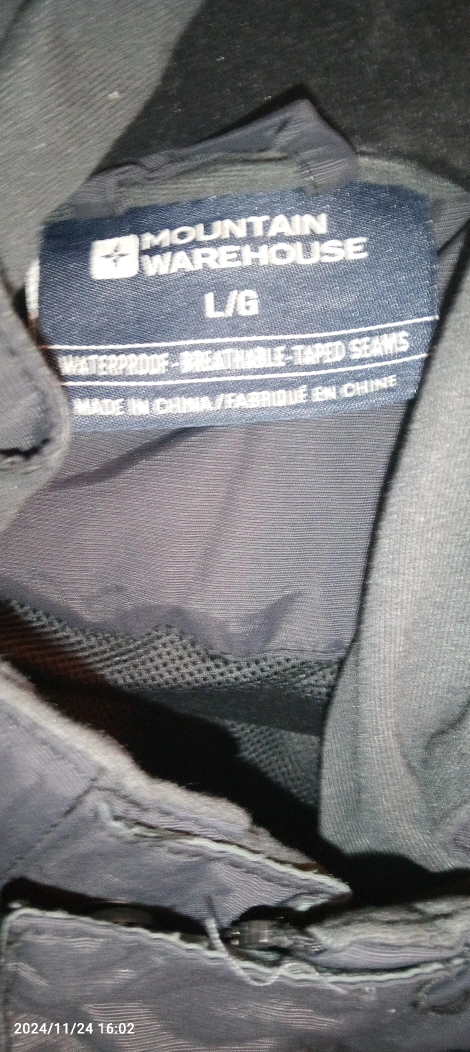 MOUNTAIN
WAREHOUSE
L/G
WATERPROOF-BREATHABLE-TAPED SEAMS
MADE IN CHINA/FABRIQUÉ EN CHINE
2024/11/24 16:02